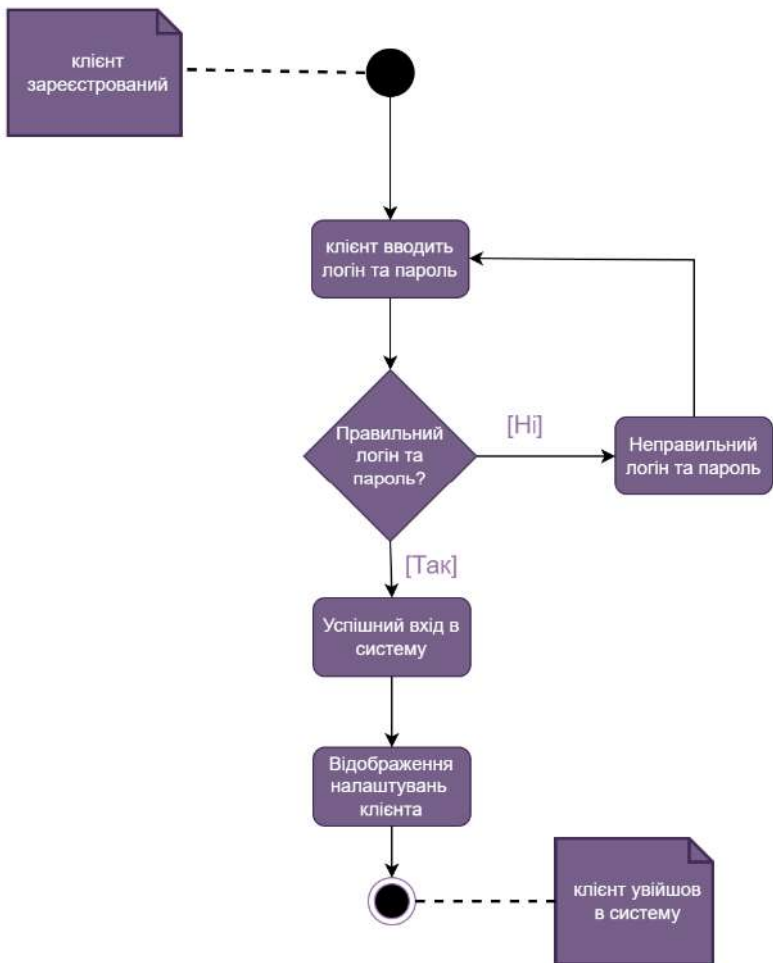 клієнт
зареєстрований
клієнт вводить
логін та пароль
Правильний
логін та
пароль?
[Ні]
Неправильний
логін та пароль
[Так]
Успішний вхід в
систему
Відображення
налаштувань
клієнта
клієнт увійшов
в систему